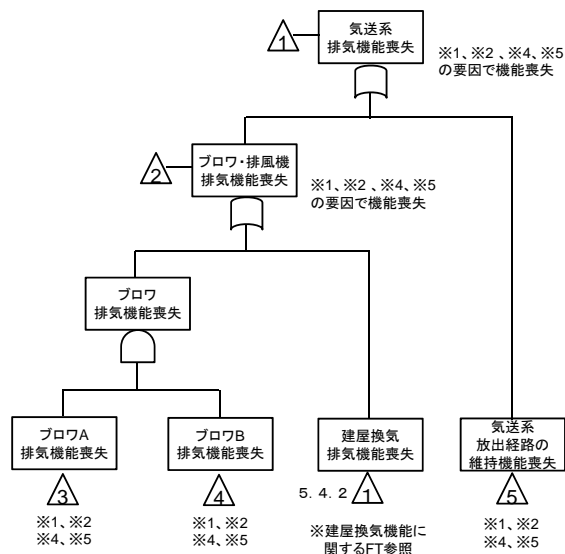 1
気送系
排気機能喪失
※1、※2 、※4、※5
の要因で機能喪失
2
ブロワ・排風機
排気機能喪失
※1、※2 、※4、※5
の要因で機能喪失
ブロワ
排気機能喪失
ブロワA
排気機能喪失
ブロワB
排気機能喪失
建屋換気
排気機能喪失
気送系
放出経路の
維持機能喪失
3
4
5．4．2 1
5
※1、※2
※4、※5
※1、※2
※4、※5
※建屋換気機能に
関するFT参照
※1、※2
※4、※5